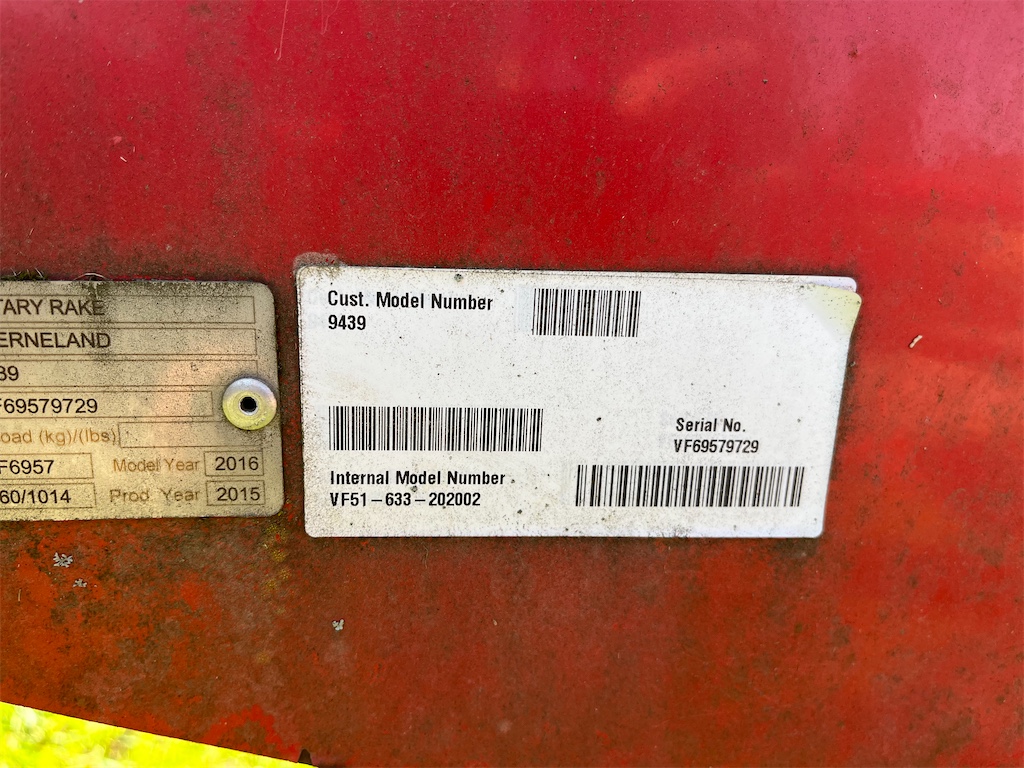 TARY RAKE
ERNELAND
39
F69579729
oad (kg)/(lbs)
F6957
Model Year 2016
60/1014
Prod Year 2015
Cust. Model Number
9439
Internal Model Number
VF51-633-202002
Serial No.
VF69579729